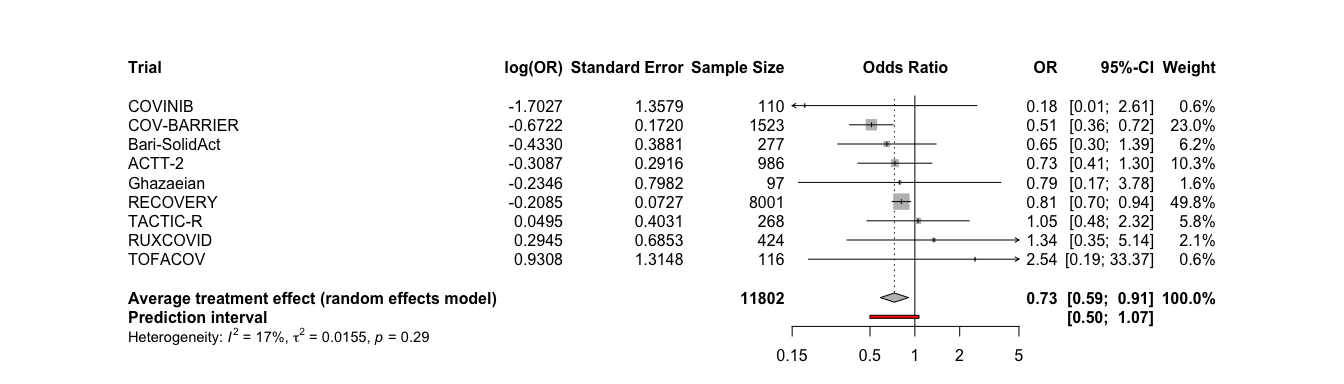 Trial log(OR) Standard Error Sample Size Odds Ratio OR 95%-CI Weight
COVINIB -1.7027 1.3579 110 0.18 [0.01; 2.61] 0.6%
COV-BARRIER -0.6722 0.1720 1523 0.51 [0.36; 0.72] 23.0%
Bari-SolidAct -0.4330 0.3881 277 0.65 [0.30; 1.39] 6.2%
ACTT-2 -0.3087 0.2916 986 0.73 [0.41; 1.30] 10.3%
Ghazaeian -0.2346 0.7982 97 0.79 [0.17; 3.78] 1.6%
RECOVERY -0.2085 0.0727 8001 0.81 [0.70; 0.94] 49.8%
TACTIC-R 0.0495 0.4031 268 1.05 [0.48; 2.32] 5.8%
RUXCOVID 0.2945 0.6853 424 1.34 [0.35; 5.14] 2.1%
TOFACOV 0.9308 1.3148 116 2.54 [0.19; 33.37] 0.6%
Average treatment effect (random effects model) 11802 0.73 [0.59; 0.91] 100.0%
Prediction interval [0.50; 1.07]
Heterogeneity: I² = 17%, τ² = 0.0155, p = 0.29
0.15 0.5 1 2 5